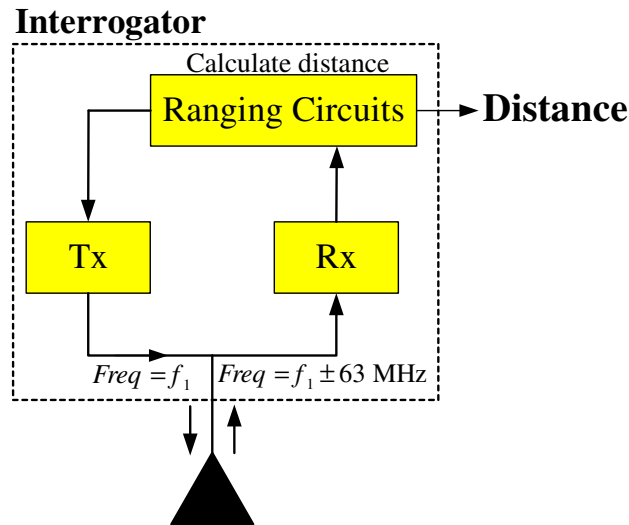 Interrogator
Calculate distance
Ranging Circuits
Distance
Tx
Rx
Freq = f₁
Freq = f₁ ± 63 MHz